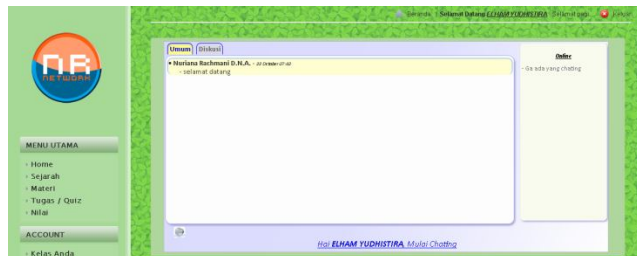 Beranda | Selamat Datang ELHAM YUDHISTIRA, Selamat pagi. Keluar
NR
NETWORK
MENU UTAMA
Home
Sejarah
Materi
Tugas / Quiz
Nilai
ACCOUNT
Kelas Anda
Umum Diskusi
Nuriana Rachmani D.N.A. -
- selamat datang
Online
- Ga ada yang chating
Hai ELHAM YUDHISTIRA, Mulai Chatting